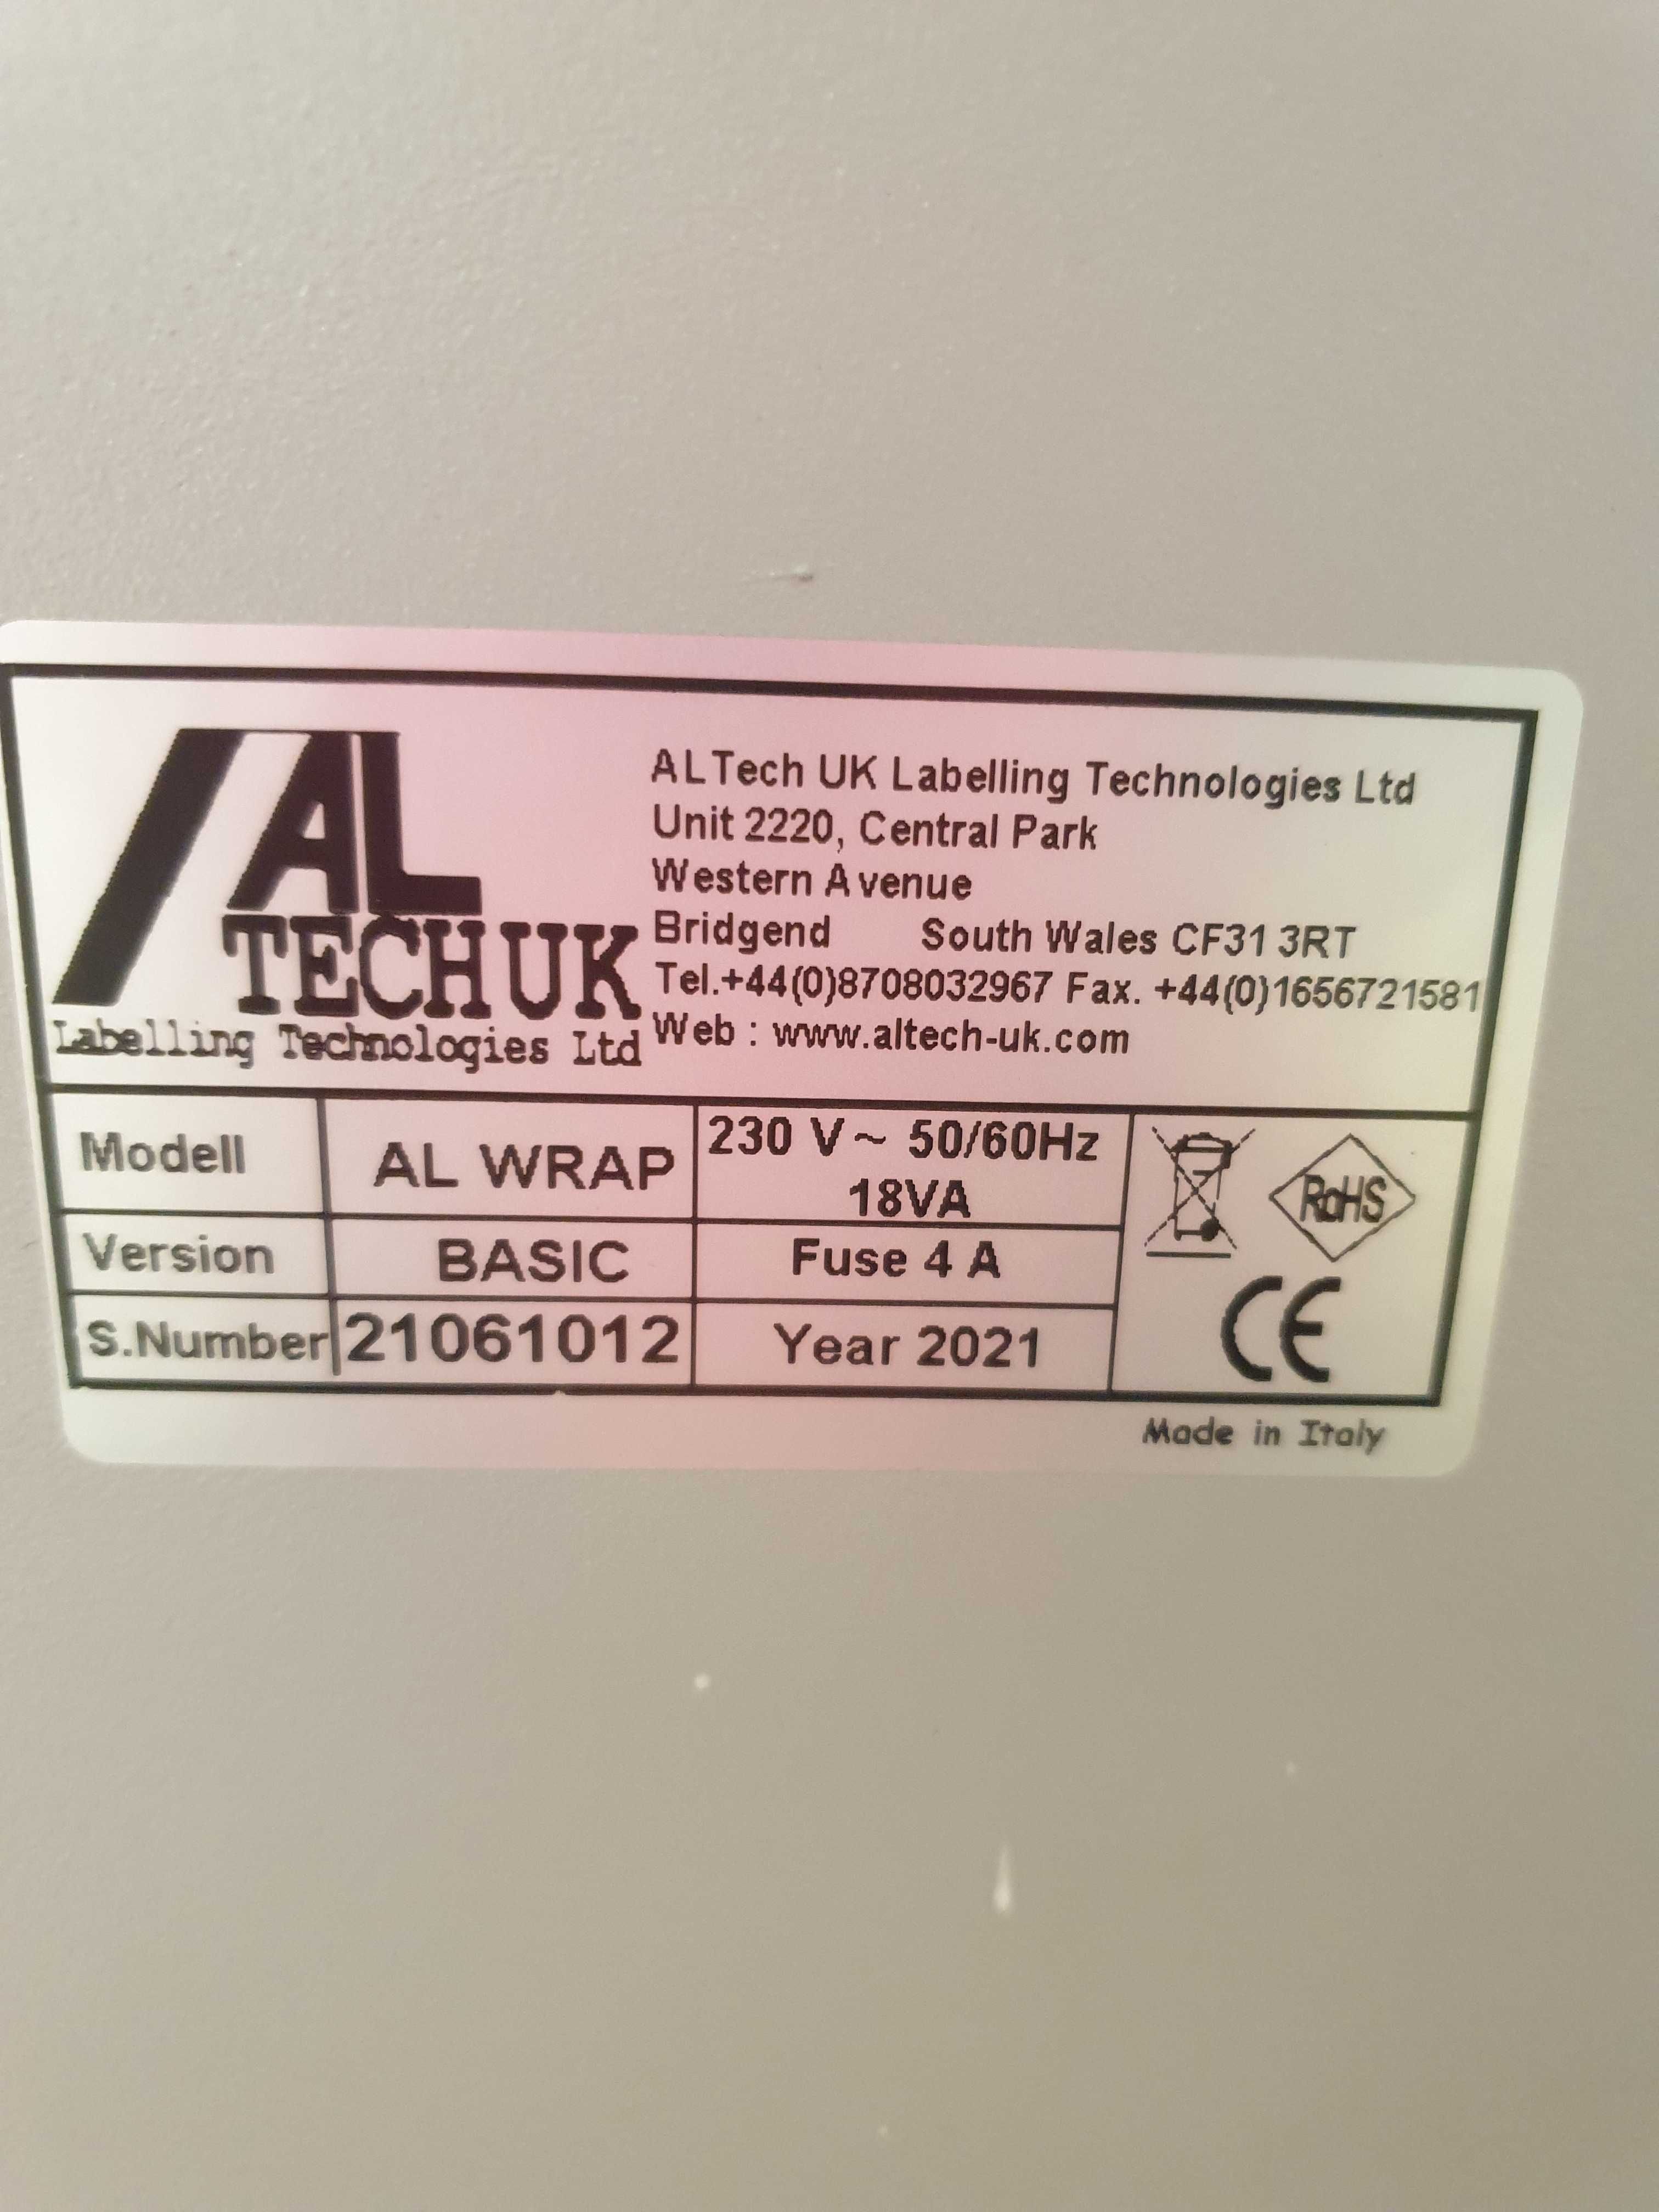 AL
TECH UK
Labelling Technologies Ltd
ALTech UK Labelling Technologies Ltd
Unit 2220, Central Park
Western Avenue
Bridgend South Wales CF31 3RT
Tel.+44(0)8708032967 Fax. +44(0)1656721581
Web : www.altech-uk.com
Modell AL WRAP 230 V~ 50/60Hz
18VA
Version BASIC Fuse 4 A
S.Number 21061012 Year 2021
RoHS
CE
Made in Italy